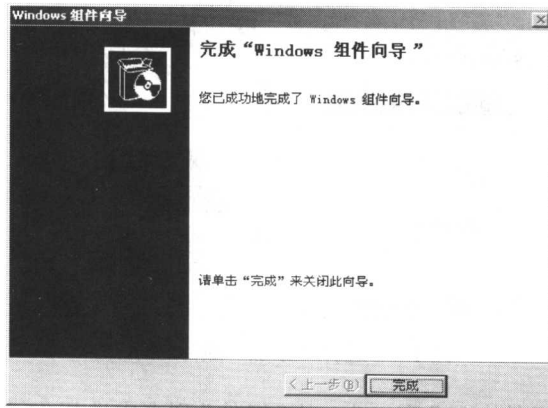 Windows 组件向导
完成“Windows 组件向导”
您已成功地完成了 Windows 组件向导。
请单击“完成”来关闭此向导。
<上一步(B)
完成